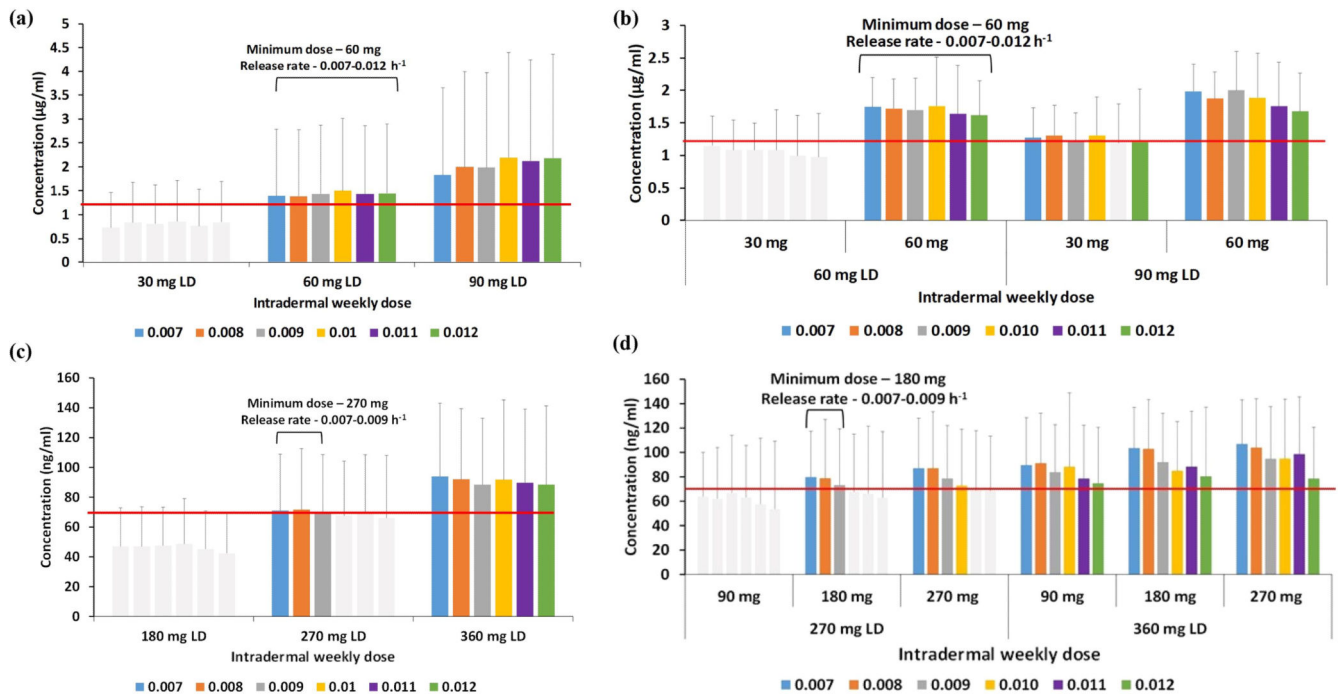 (a)
5
4.5
4
3.5
3
2.5
2
1.5
1
0.5
0
Concentration (µg/ml)
Minimum dose – 60 mg
Release rate - 0.007-0.012 h⁻¹
30 mg LD 60 mg LD 90 mg LD
Intradermal weekly dose
0.007 0.008 0.009 0.01 0.011 0.012
(b)
3
2.5
2
1.5
1
0.5
0
Concentration (µg/ml)
Minimum dose – 60 mg
Release rate - 0.007-0.012 h⁻¹
30 mg 60 mg 30 mg 60 mg
60 mg LD 90 mg LD
Intradermal weekly dose
0.007 0.008 0.009 0.010 0.011 0.012
(c)
160
140
120
100
80
60
40
20
0
Concentration (ng/ml)
Minimum dose – 270 mg
Release rate - 0.007-0.009 h⁻¹
180 mg LD 270 mg LD 360 mg LD
Intradermal weekly dose
0.007 0.008 0.009 0.01 0.011 0.012
(d)
160
140
120
100
80
60
40
20
0
Concentration (ng/ml)
Minimum dose – 180 mg
Release rate - 0.007-0.009 h⁻¹
90 mg 180 mg 270 mg 90 mg 180 mg 270 mg
270 mg LD 360 mg LD
Intradermal weekly dose
0.007 0.008 0.009 0.010 0.011 0.012